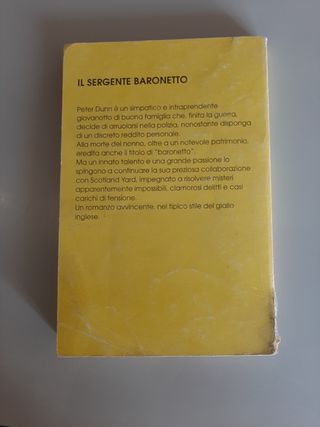 IL SERGENTE BARONETTO
Peter Dunn è un simpatico e intraprendente
giovanotto di buona famiglia che, finita la guerra,
decide di arruolarsi nella polizia, nonostante disponga
di un discreto reddito personale.
Alla morte del nonno, oltre a un notevole patrimonio,
eredita anche il titolo di "baronetto".
Ma un innato talento e una grande passione lo
spingono a continuare la sua preziosa collaborazione
con Scotland Yard, impegnato a risolvere misteri
apparentemente impossibili, clamorosi delitti e casi
carichi di tensione.
Un romanzo avvincente, nel tipico stile del giallo
inglese.